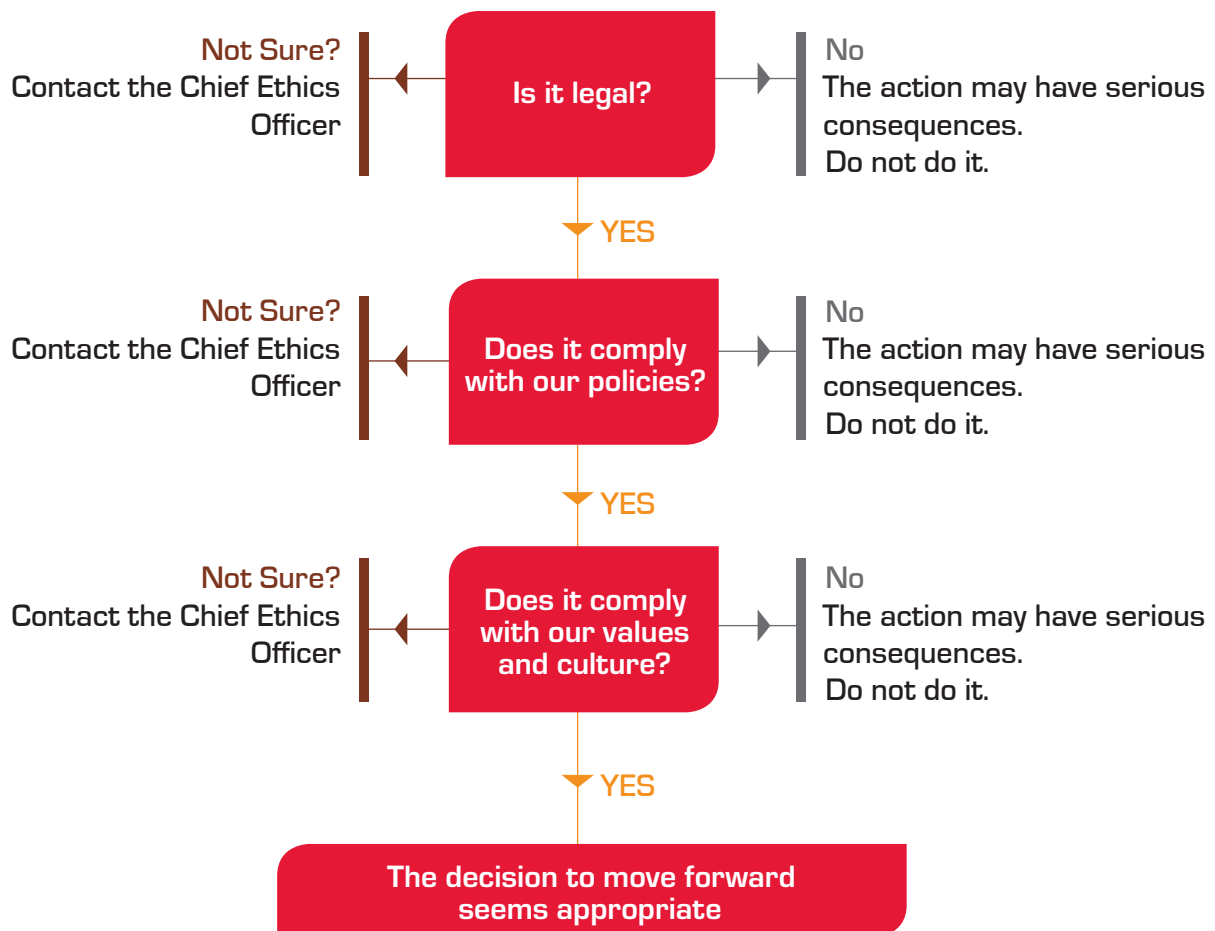 Not Sure?
Contact the Chief Ethics
Officer
Is it legal?
No
The action may have serious
consequences.
Do not do it.
YES
Not Sure?
Contact the Chief Ethics
Officer
Does it comply
with our policies?
No
The action may have serious
consequences.
Do not do it.
YES
Not Sure?
Contact the Chief Ethics
Officer
Does it comply
with our values
and culture?
No
The action may have serious
consequences.
Do not do it.
YES
The decision to move forward
seems appropriate